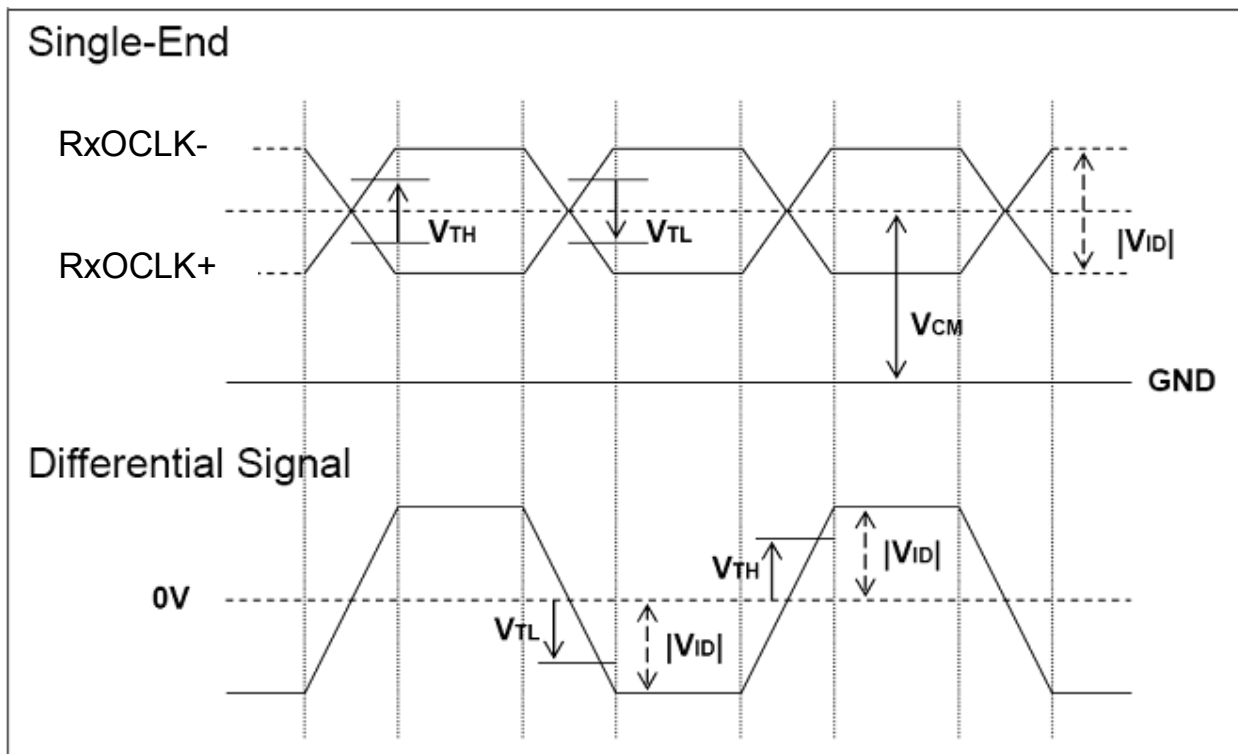 Single-End
RxOCLK-
VTH
VTL
RxOCLK+
|VID|
VCM
GND
Differential Signal
VTH
|VID|
0V
VTL
|VID|